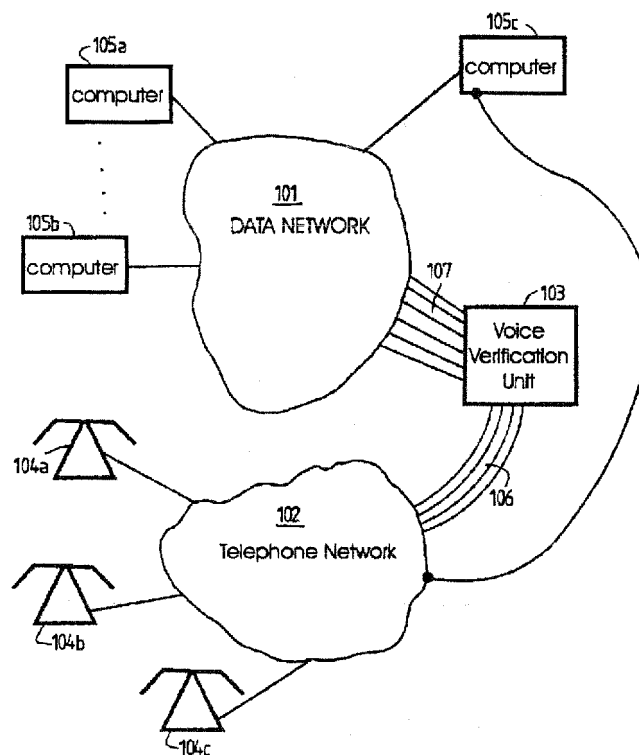 105a
computer
105c
computer
105b
computer
101
DATA NETWORK
107
103
Voice
Verification
Unit
104a
106
102
Telephone Network
104b
104c